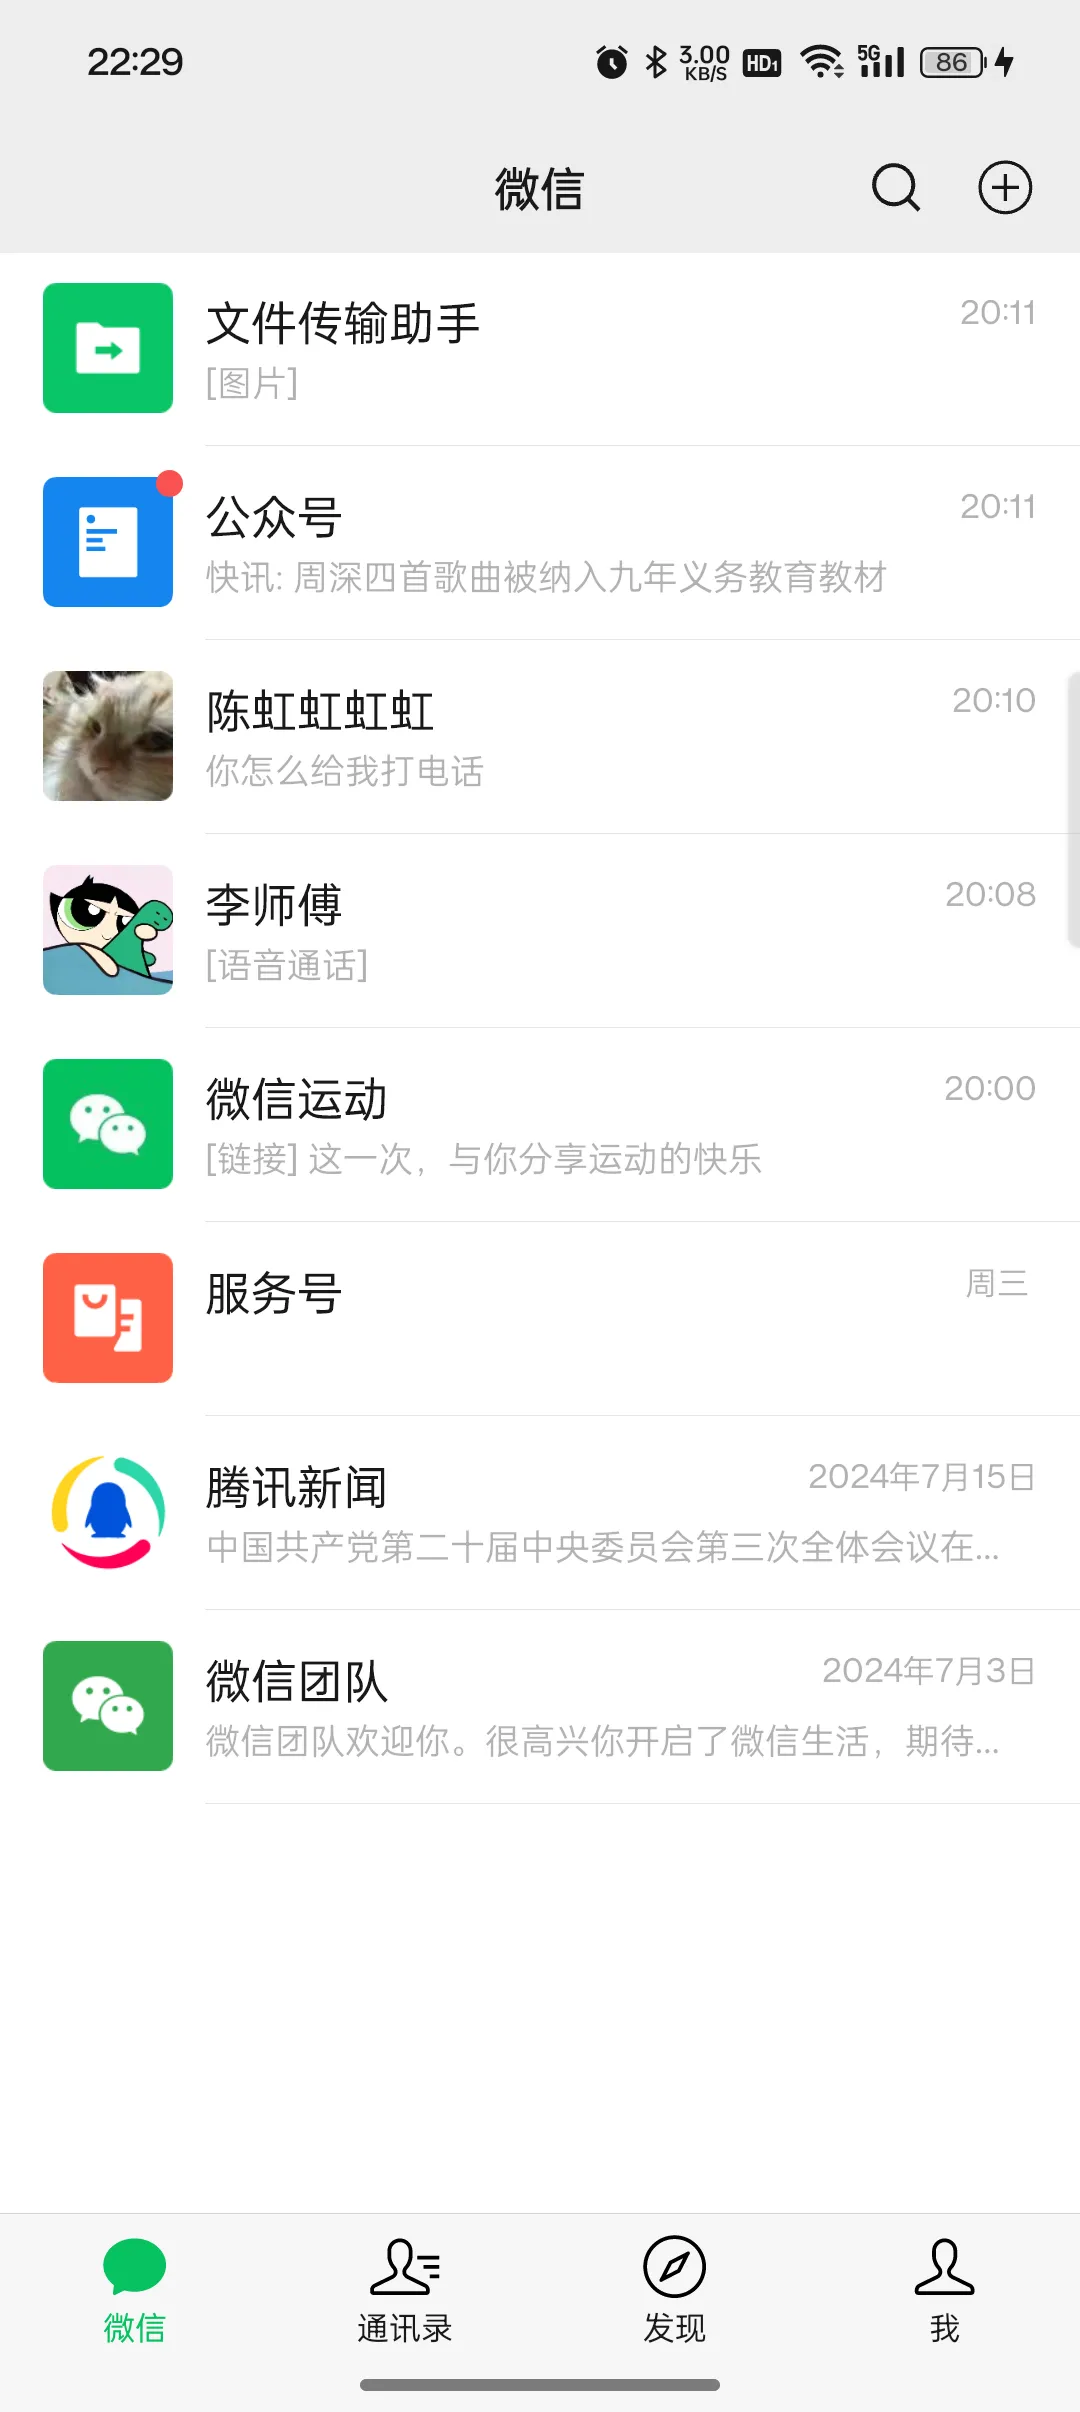 22:29
3.00 KB/S HD1 5G 86
微信
文件传输助手 20:11
[图片]
公众号 20:11
快讯: 周深四首歌曲被纳入九年义务教育教材
陈虹虹虹虹 20:10
你怎么给我打电话
李师傅 20:08
[语音通话]
微信运动 20:00
[链接] 这一次，与你分享运动的快乐
服务号 周三
腾讯新闻 2024年7月15日
中国共产党第二十届中央委员会第三次全体会议在...
微信团队 2024年7月3日
微信团队欢迎你。很高兴你开启了微信生活，期待...
微信 通讯录 发现 我